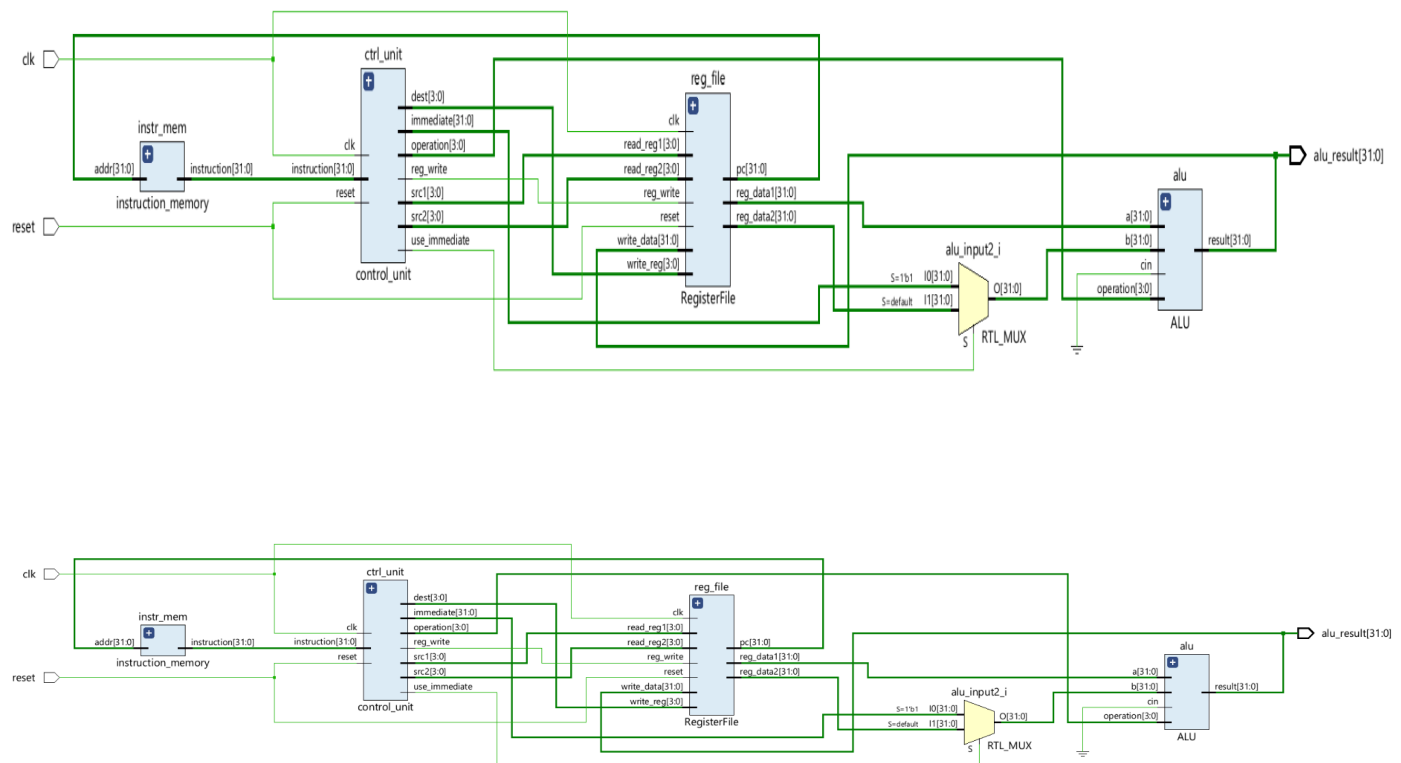 clk
reset
instr_mem
addr[31:0]
instruction[31:0]
instruction_memory
ctrl_unit
clk
instruction[31:0]
reset
dest[3:0]
immediate[31:0]
operation[3:0]
reg_write
src1[3:0]
src2[3:0]
use_immediate
control_unit
reg_file
clk
read_reg1[3:0]
read_reg2[3:0]
reg_write
reset
write_data[31:0]
write_reg[3:0]
pc[31:0]
reg_data1[31:0]
reg_data2[31:0]
RegisterFile
alu_input2_i
S=1'b1 I0[31:0]
S=default I1[31:0]
O[31:0]
S
RTL_MUX
alu
a[31:0]
b[31:0]
cin
operation[3:0]
result[31:0]
ALU
alu_result[31:0]
clk
reset
instr_mem
addr[31:0]
instruction[31:0]
instruction_memory
ctrl_unit
clk
instruction[31:0]
reset
dest[3:0]
immediate[31:0]
operation[3:0]
reg_write
src1[3:0]
src2[3:0]
use_immediate
control_unit
reg_file
clk
read_reg1[3:0]
read_reg2[3:0]
reg_write
reset
write_data[31:0]
write_reg[3:0]
pc[31:0]
reg_data1[31:0]
reg_data2[31:0]
RegisterFile
alu_input2_i
S=1'b1 I0[31:0]
S=default I1[31:0]
O[31:0]
S
RTL_MUX
alu
a[31:0]
b[31:0]
cin
operation[3:0]
result[31:0]
ALU
alu_result[31:0]